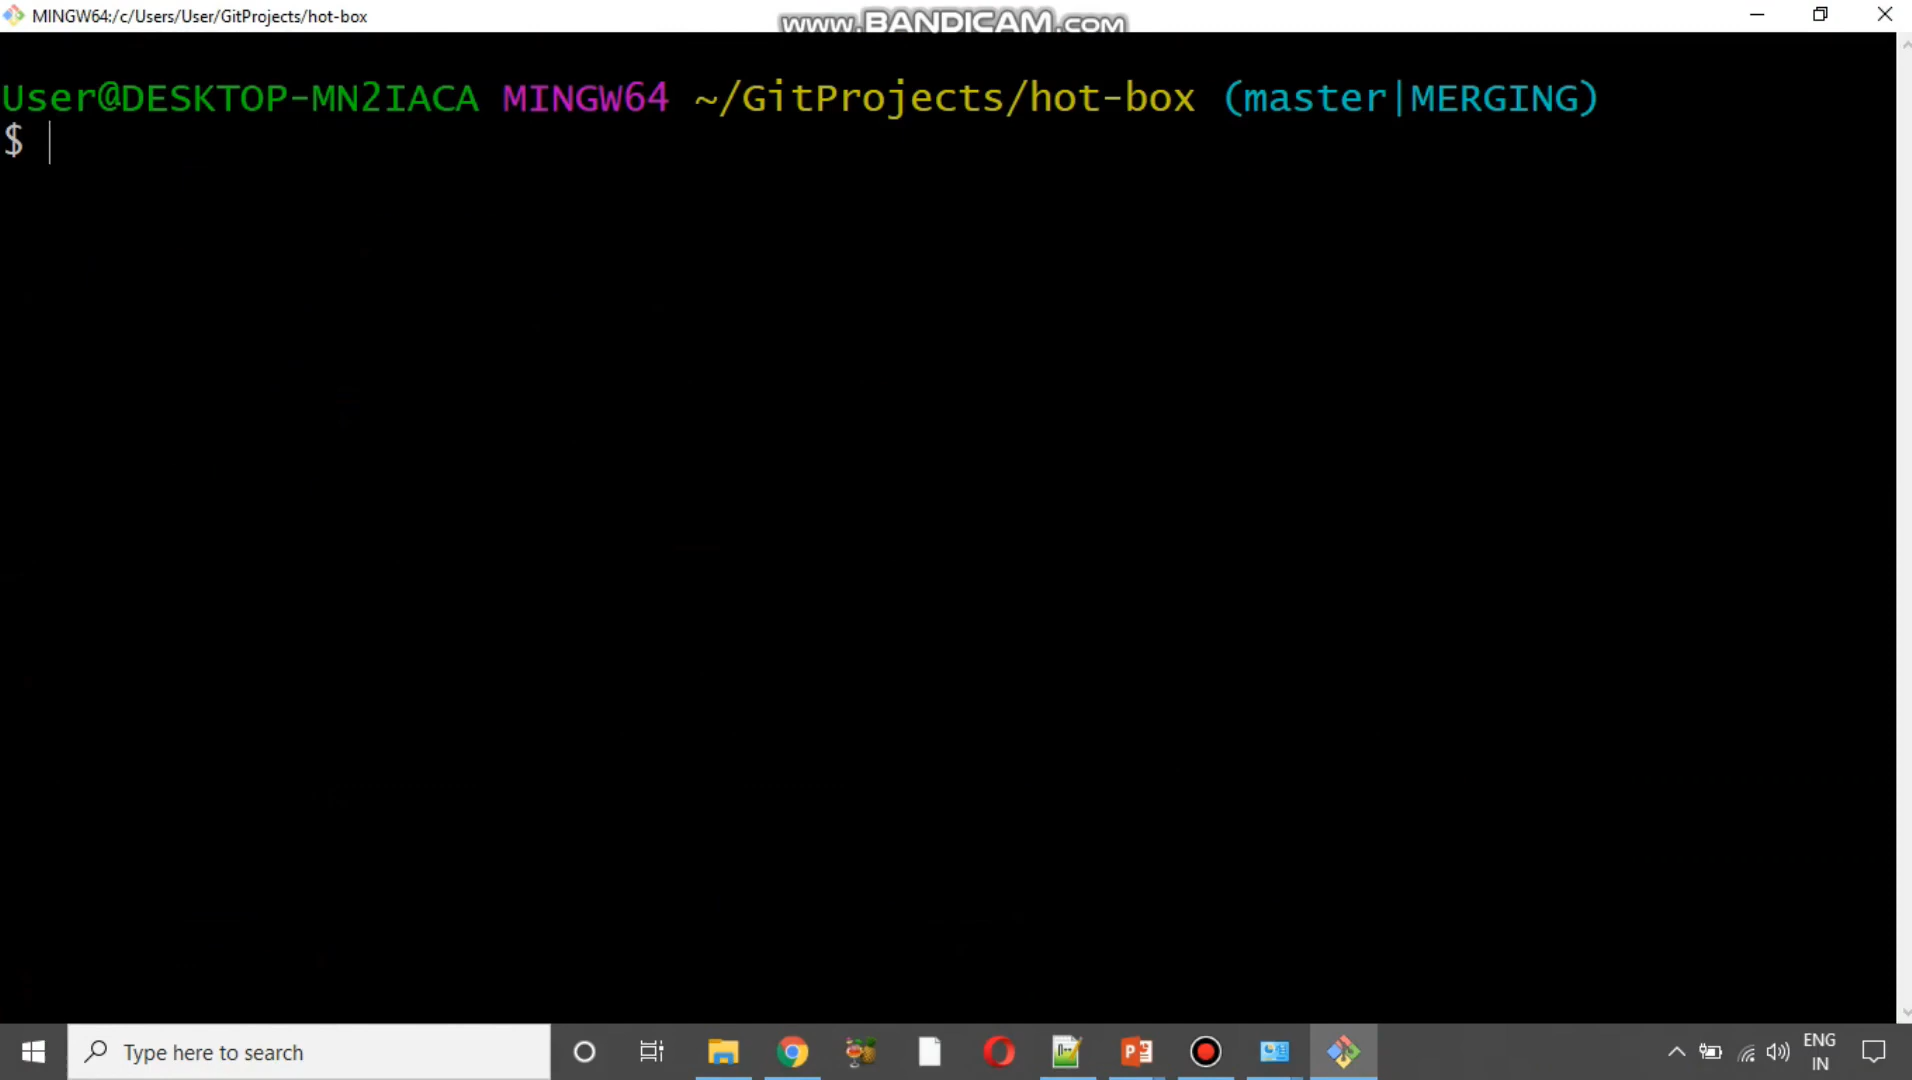 MINGW64:/c/Users/User/GitProjects/hot-box
www.BANDICAM.com
User@DESKTOP-MN2IACA MINGW64 ~/GitProjects/hot-box (master|MERGING)
$
Type here to search
ENG
IN